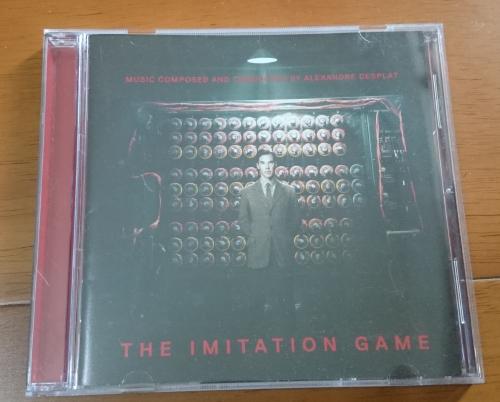 MUSIC COMPOSED AND CONDUCTED BY ALEXANDRE DESPLAT
THE IMITATION GAME